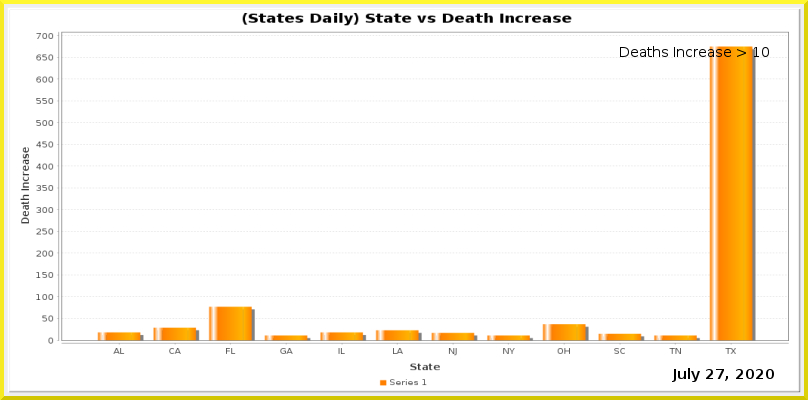 (States Daily) State vs Death Increase
700
650
600
550
500
450
400
350
300
250
200
150
100
50
0
Death Increase
Deaths Increase > 10
AL CA FL GA IL LA NJ NY OH SC TN TX
State
Series 1
July 27, 2020